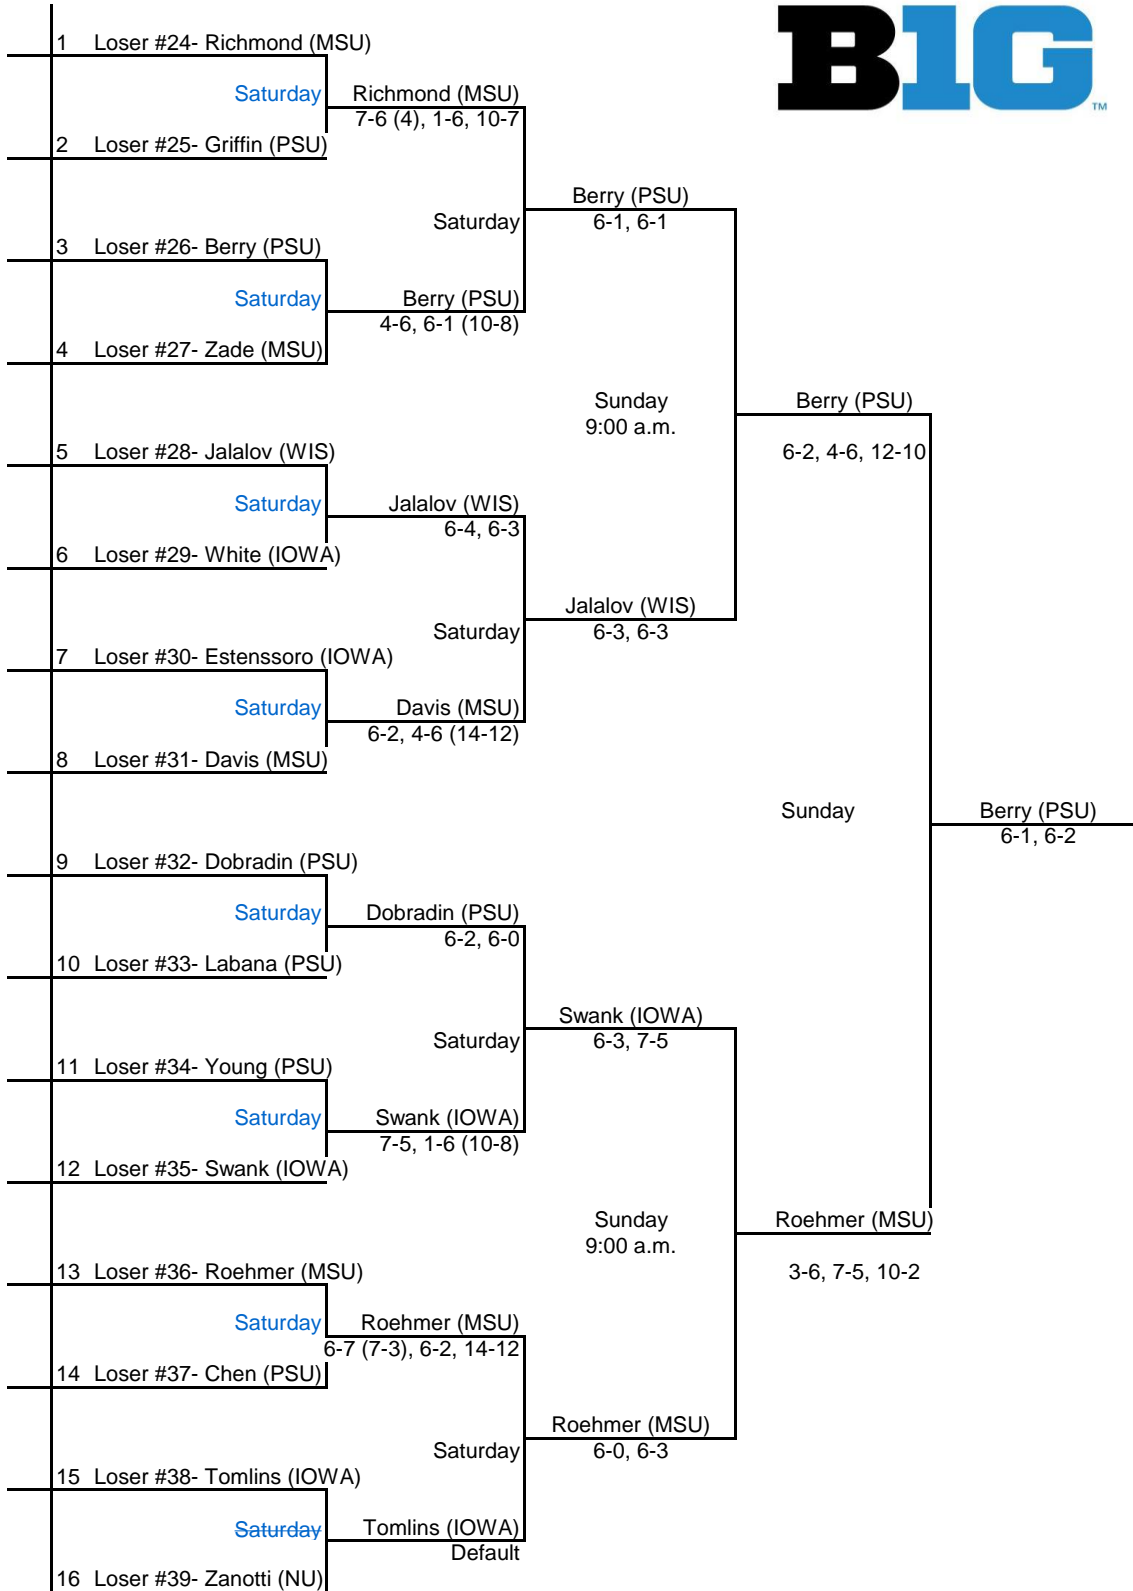 B1G
TM
1 Loser #24- Richmond (MSU)
Saturday
Richmond (MSU)
7-6 (4), 1-6, 10-7
2 Loser #25- Griffin (PSU)
Berry (PSU)
Saturday
6-1, 6-1
3 Loser #26- Berry (PSU)
Saturday
Berry (PSU)
4-6, 6-1 (10-8)
4 Loser #27- Zade (MSU)
Sunday
9:00 a.m.
Berry (PSU)
6-2, 4-6, 12-10
5 Loser #28- Jalalov (WIS)
Saturday
Jalalov (WIS)
6-4, 6-3
6 Loser #29- White (IOWA)
Jalalov (WIS)
Saturday
6-3, 6-3
7 Loser #30- Estenssoro (IOWA)
Saturday
Davis (MSU)
6-2, 4-6 (14-12)
8 Loser #31- Davis (MSU)
Sunday
Berry (PSU)
6-1, 6-2
9 Loser #32- Dobradin (PSU)
Saturday
Dobradin (PSU)
6-2, 6-0
10 Loser #33- Labana (PSU)
Swank (IOWA)
Saturday
6-3, 7-5
11 Loser #34- Young (PSU)
Saturday
Swank (IOWA)
7-5, 1-6 (10-8)
12 Loser #35- Swank (IOWA)
Sunday
9:00 a.m.
Roehmer (MSU)
3-6, 7-5, 10-2
13 Loser #36- Roehmer (MSU)
Saturday
Roehmer (MSU)
6-7 (7-3), 6-2, 14-12
14 Loser #37- Chen (PSU)
Roehmer (MSU)
Saturday
6-0, 6-3
15 Loser #38- Tomlins (IOWA)
Saturday
Tomlins (IOWA)
Default
16 Loser #39- Zanotti (NU)